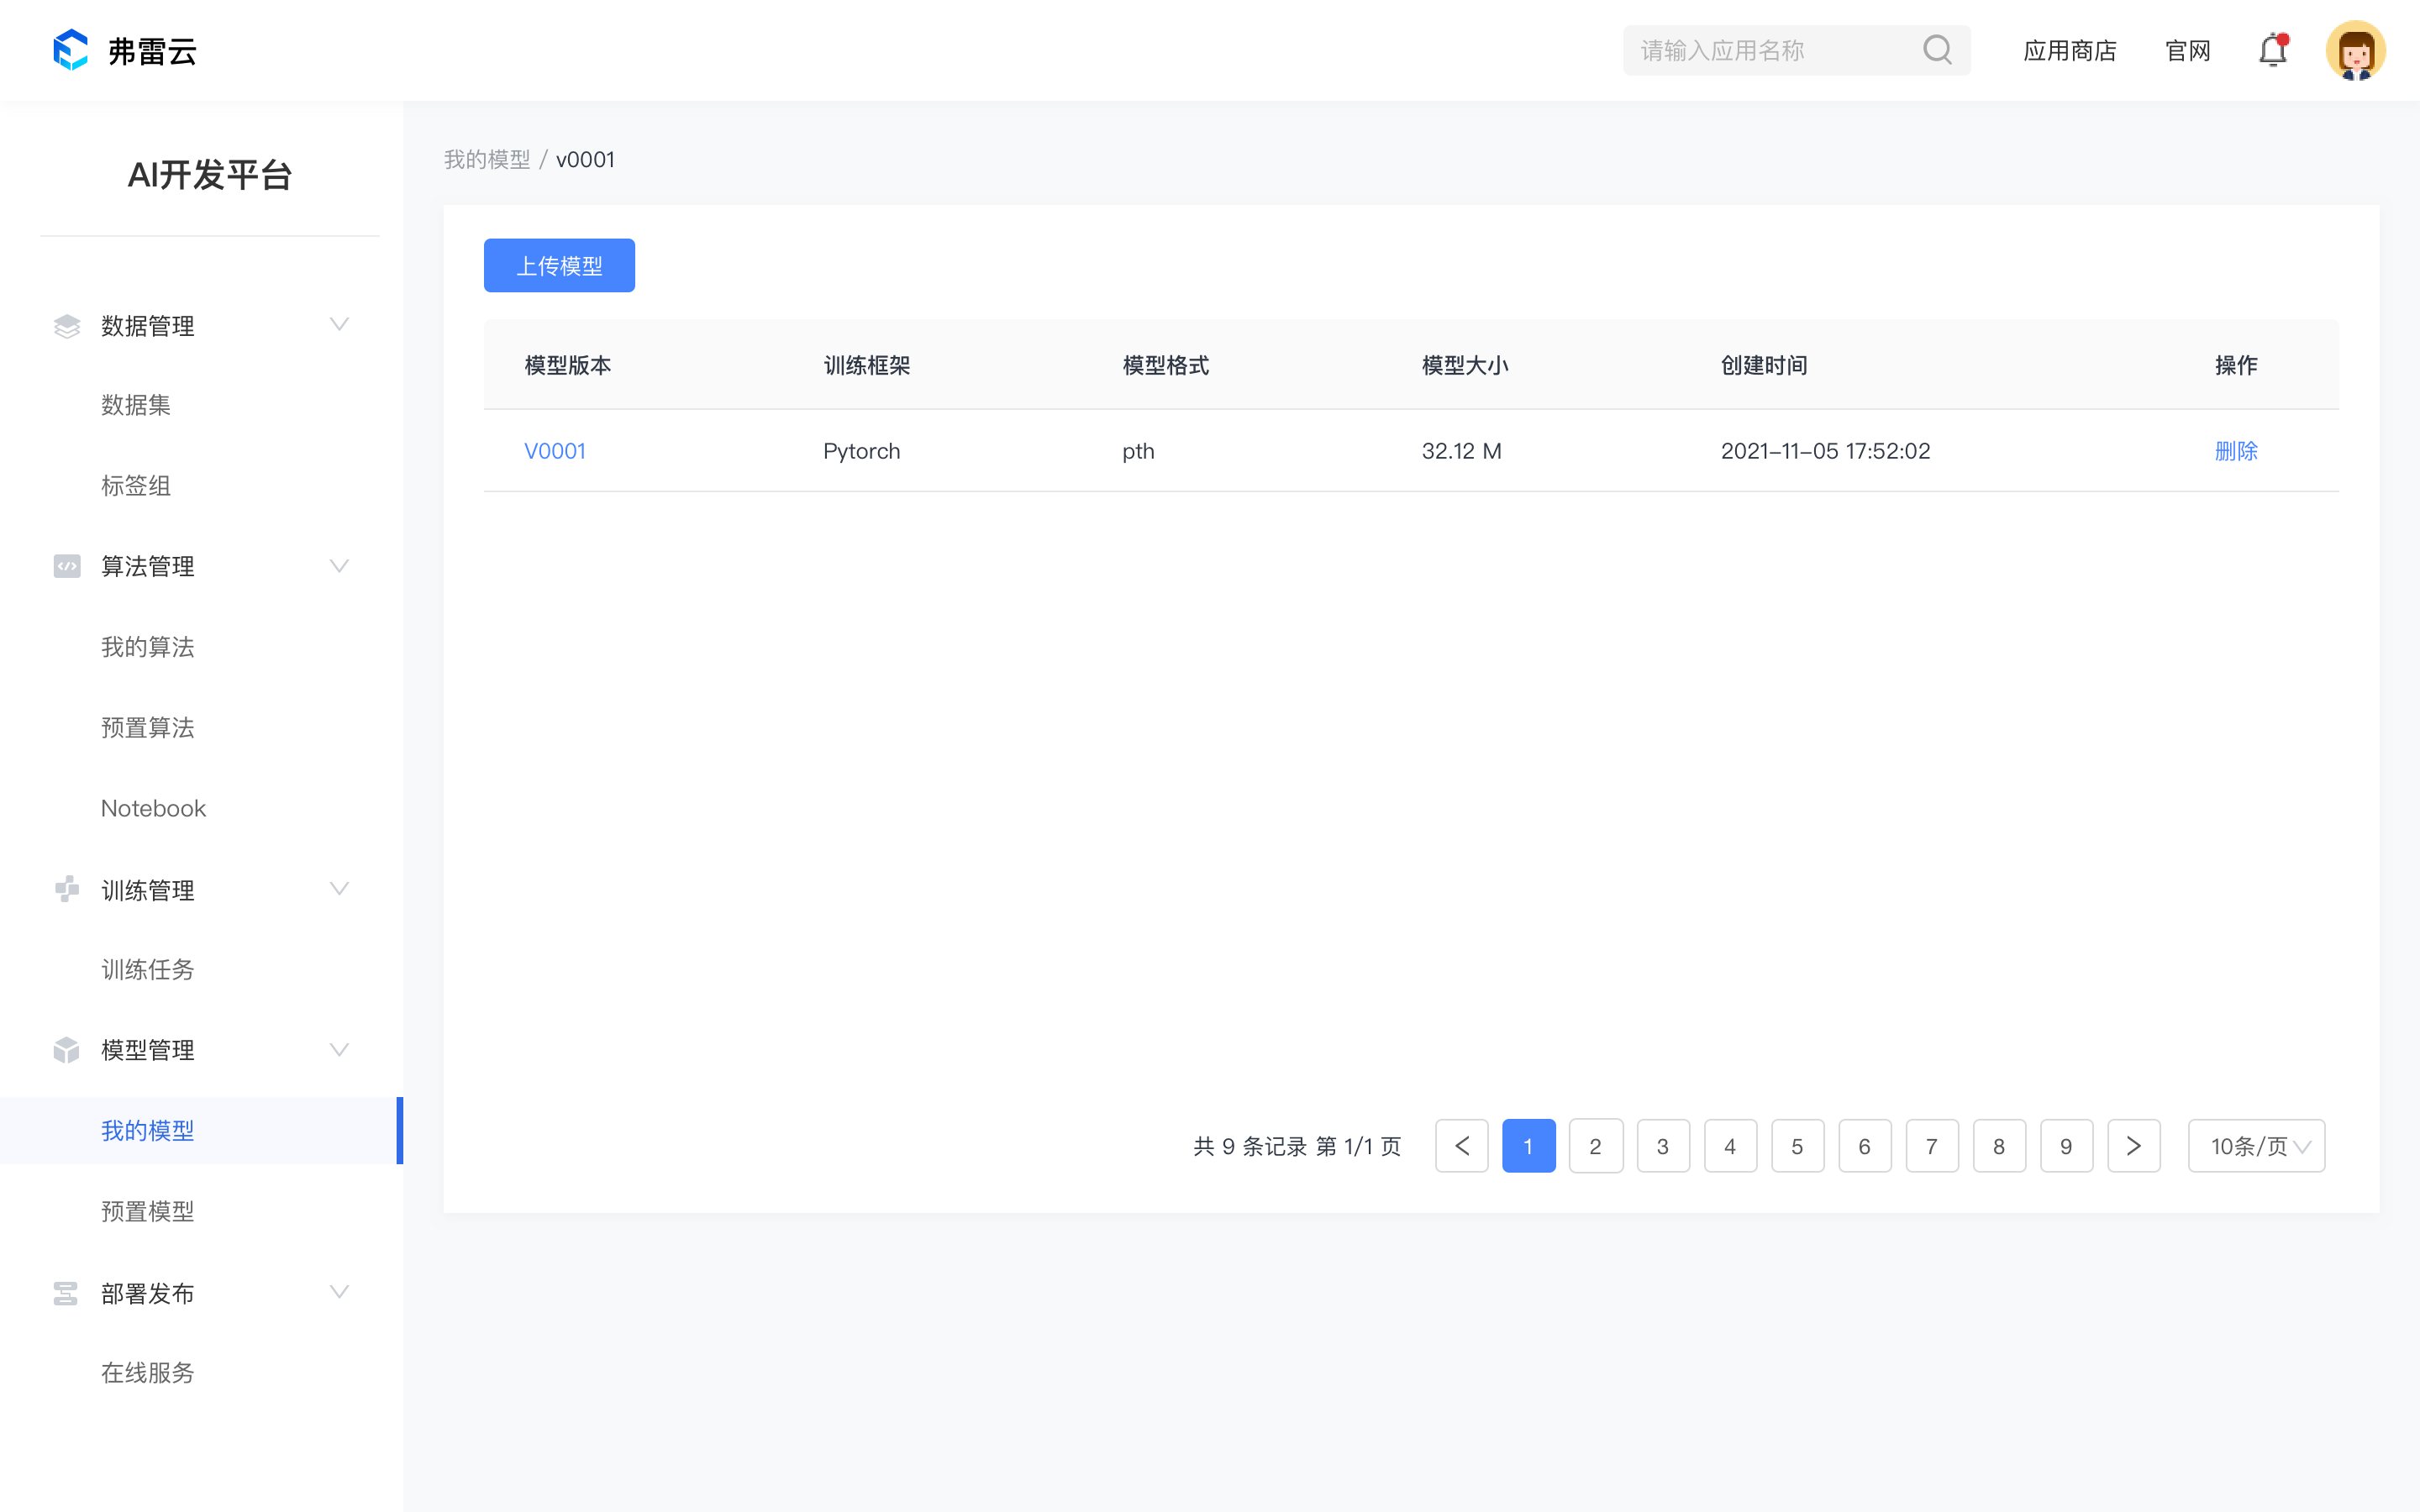 弗雷云
请输入应用名称
应用商店
官网
AI开发平台
数据管理
数据集
标签组
算法管理
我的算法
预置算法
Notebook
训练管理
训练任务
模型管理
我的模型
预置模型
部署发布
在线服务
我的模型 / v0001
上传模型
模型版本 训练框架 模型格式 模型大小 创建时间 操作
V0001 Pytorch pth 32.12 M 2021-11-05 17:52:02 删除
共 9 条记录 第 1/1 页 < 1 2 3 4 5 6 7 8 9 > 10条/页